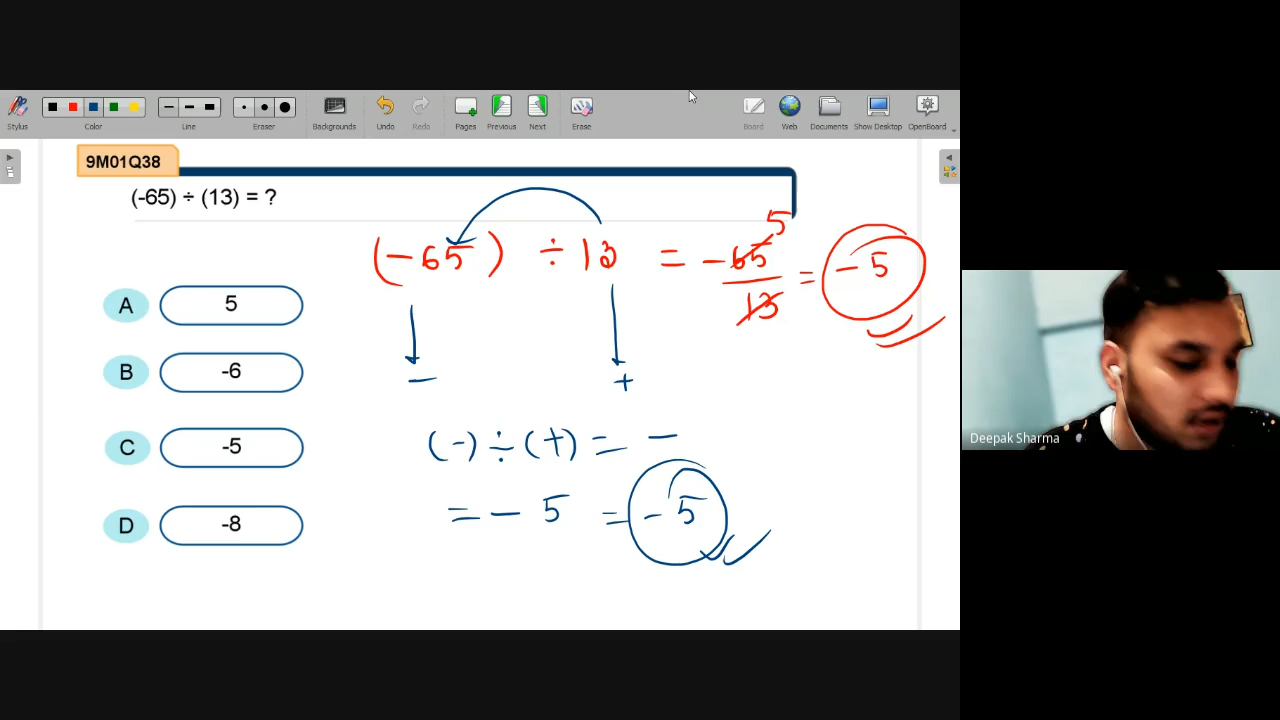 Stylus
Color
Line
Eraser
Backgrounds
Undo
Redo
Pages
Previous
Next
Erase
Board
Web
Documents
Show Desktop
OpenBoard
9M01Q38
(-65) ÷ (13) = ?
(-65) ÷ 13 = -65/13 5 = -5
A 5
B -6
C -5
D -8
- +
(-) ÷ (+) = -
= - 5 = -5
Deepak Sharma